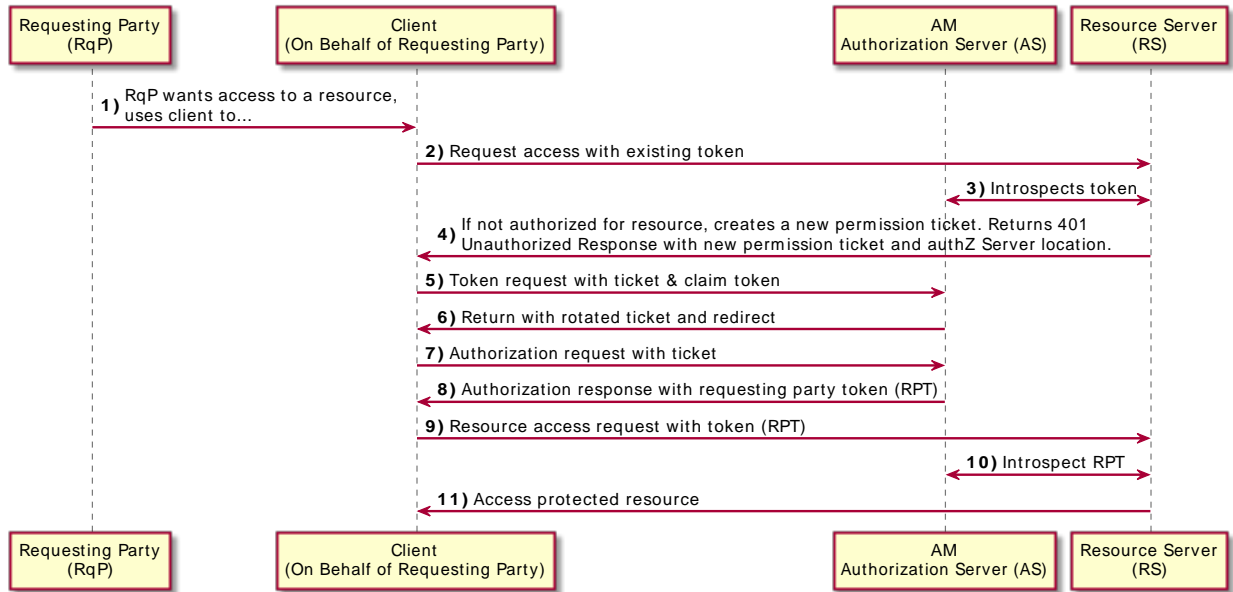 Requesting Party
(RqP)
Client
(On Behalf of Requesting Party)
AM
Authorization Server (AS)
Resource Server
(RS)
1) RqP wants access to a resource,
uses client to...
2) Request access with existing token
3) Introspects token
If not authorized for resource, creates a new permission ticket. Returns 401
4) Unauthorized Response with new permission ticket and authZ Server location.
5) Token request with ticket & claim token
6) Return with rotated ticket and redirect
7) Authorization request with ticket
8) Authorization response with requesting party token (RPT)
9) Resource access request with token (RPT)
10) Introspect RPT
11) Access protected resource
Requesting Party
(RqP)
Client
(On Behalf of Requesting Party)
AM
Authorization Server (AS)
Resource Server
(RS)